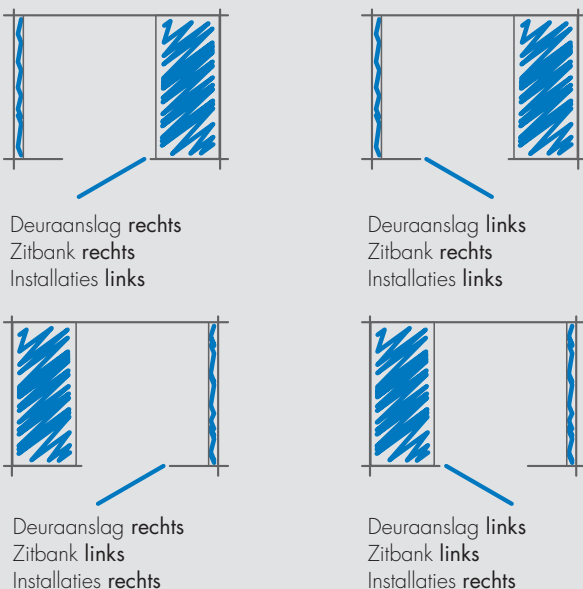 Deuraanslag rechts
Zitbank rechts
Installaties links
Deuraanslag links
Zitbank rechts
Installaties links
Deuraanslag rechts
Zitbank links
Installaties rechts
Deuraanslag links
Zitbank links
Installaties rechts